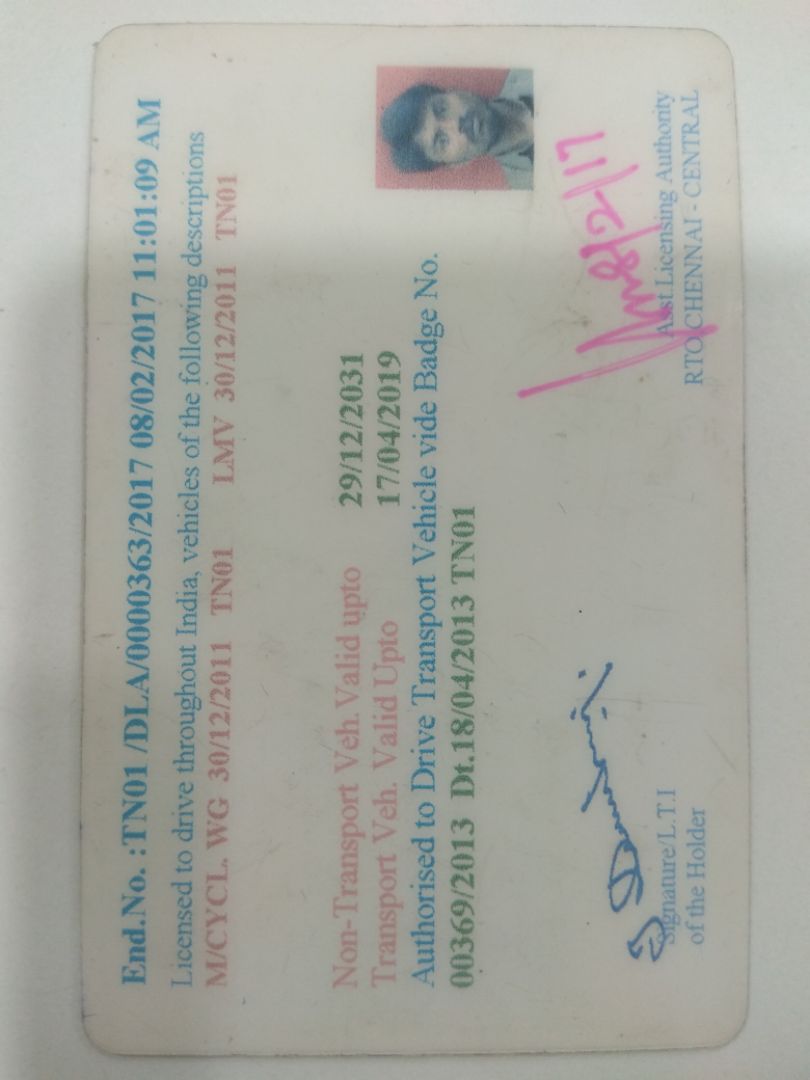 End.No. :TN01 /DLA/0000363/2017 08/02/2017 11:01:09 AM
Licensed to drive throughout India, vehicles of the following descriptions
M/CYCL. WG 30/12/2011 TN01 LMV 30/12/2011 TN01
Non-Transport Veh. Valid upto 29/12/2031
Transport Veh. Valid Upto 17/04/2019
Authorised to Drive Transport Vehicle vide Badge No.
00369/2013 Dt.18/04/2013 TN01
8/2/17
Signature/L.T.I
of the Holder
Asst.Licensing Authority
RTO CHENNAI - CENTRAL